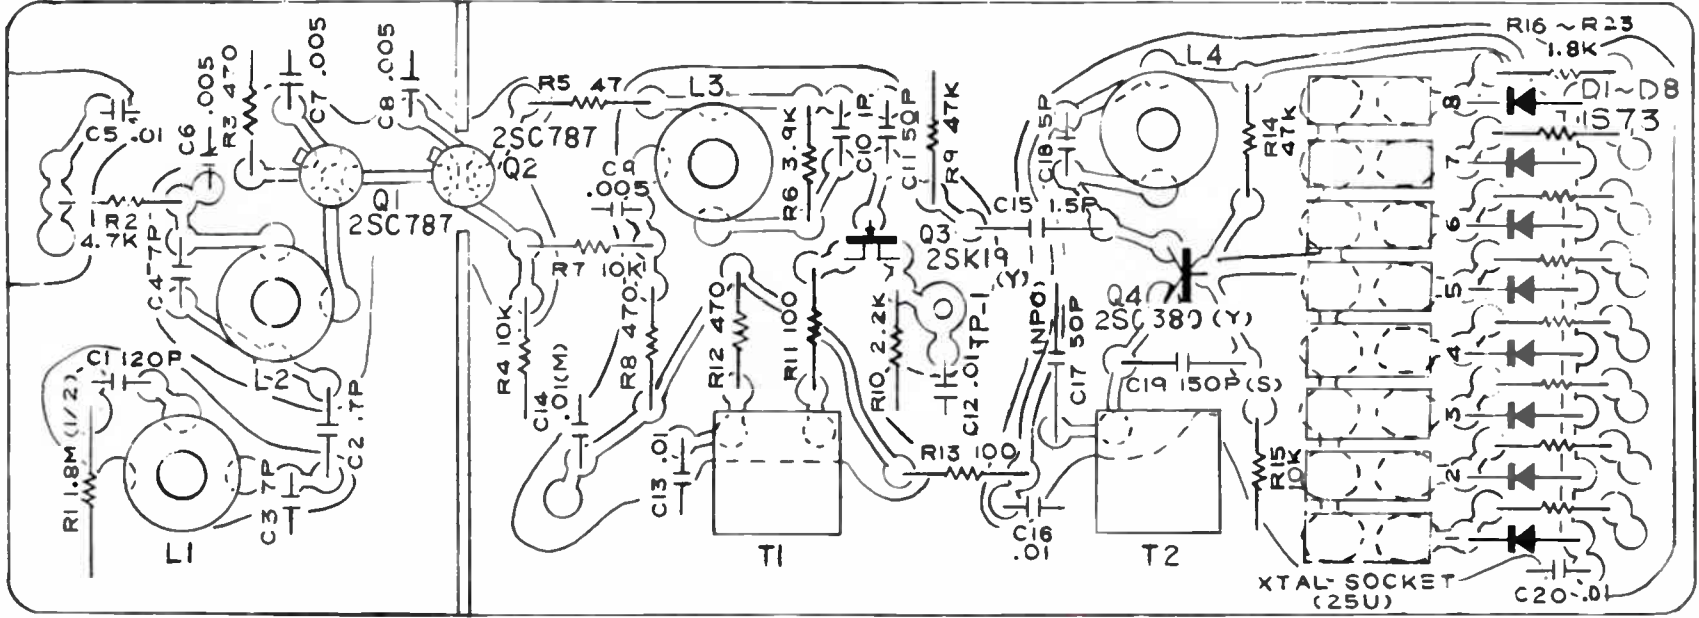 C5 .01
R2
4.7K
C6 .005
R3 470
C7 .005
C8 .005
Q1
2SC787
2SC787
Q2
C4 7P
L2
C1 120P
R1 1.8M (1/2)
L1
C2 .7P
C3 7P
R5 47
L3
C9
.005
R7 10K
R4 10K
R8 470
C14
.01(M)
C13 .01
R6 3.9K
C10 1P
C11 50P
R9 47K
R12 470
R11 100
R10 2.2K
T1
Q3
2SK19
(Y)
TP-1
C12 .01
R13 100
C16
.01
C15 1.5P
C18 5P
L4
R14
47K
(NPO)
C17 50P
Q4
2SC380 (Y)
C19 150P(S)
T2
R15
10K
R16~R23
1.8K
D1~D8
1S73
8
7
6
5
4
3
2
1
XTAL SOCKET
(25U)
C20 .01